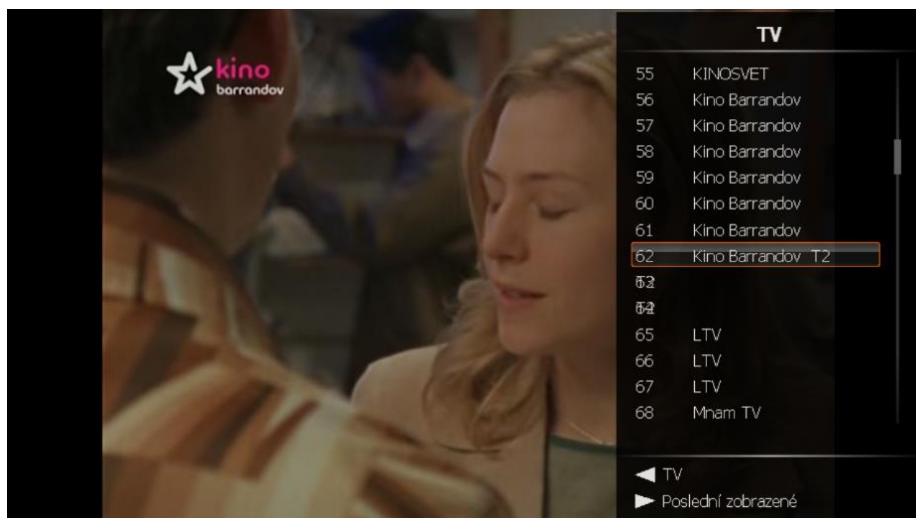 kino
barrandov
TV
55 KINOSVET
56 Kino Barrandov
57 Kino Barrandov
58 Kino Barrandov
59 Kino Barrandov
60 Kino Barrandov
61 Kino Barrandov
62 Kino Barrandov T2
65 LTV
66 LTV
67 LTV
68 Mnam TV
TV
Poslední zobrazené